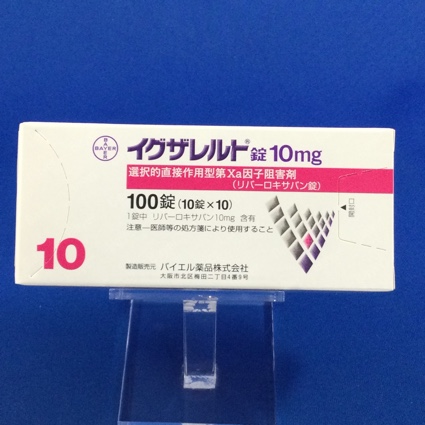 BAYER
BAYER
イグザレルト®錠10mg
選択的直接作用型第Xa因子阻害剤
(リバーロキサバン錠)
100錠(10錠×10)
1錠中 リバーロキサバン10mg 含有
注意—医師等の処方箋により使用すること
10
製造販売元 バイエル薬品株式会社
大阪市北区梅田二丁目4番9号
開封口